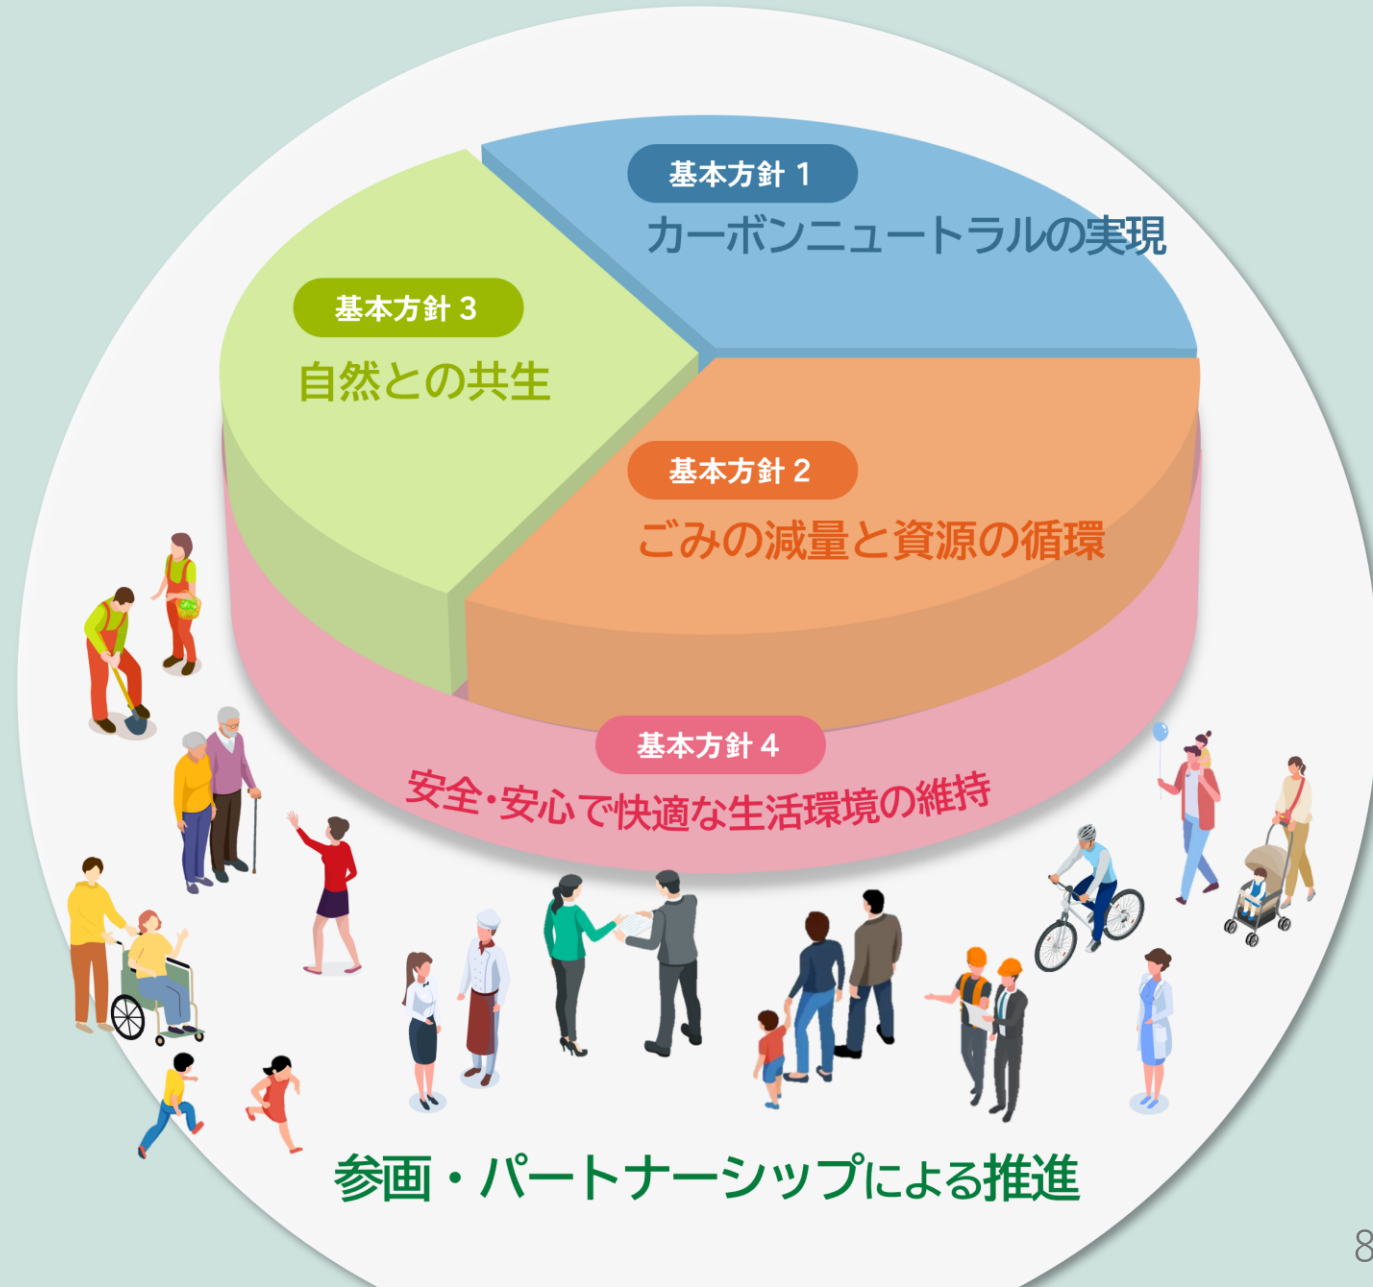 基本方針 1
カーボンニュートラルの実現
基本方針 3
自然との共生
基本方針 2
ごみの減量と資源の循環
基本方針 4
安全・安心で快適な生活環境の維持
参画・パートナーシップによる推進
8